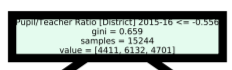 Pupil/Teacher Ratio [District] 2015-16 <= -0.556
gini = 0.659
samples = 15244
value = [4411, 6132, 4701]